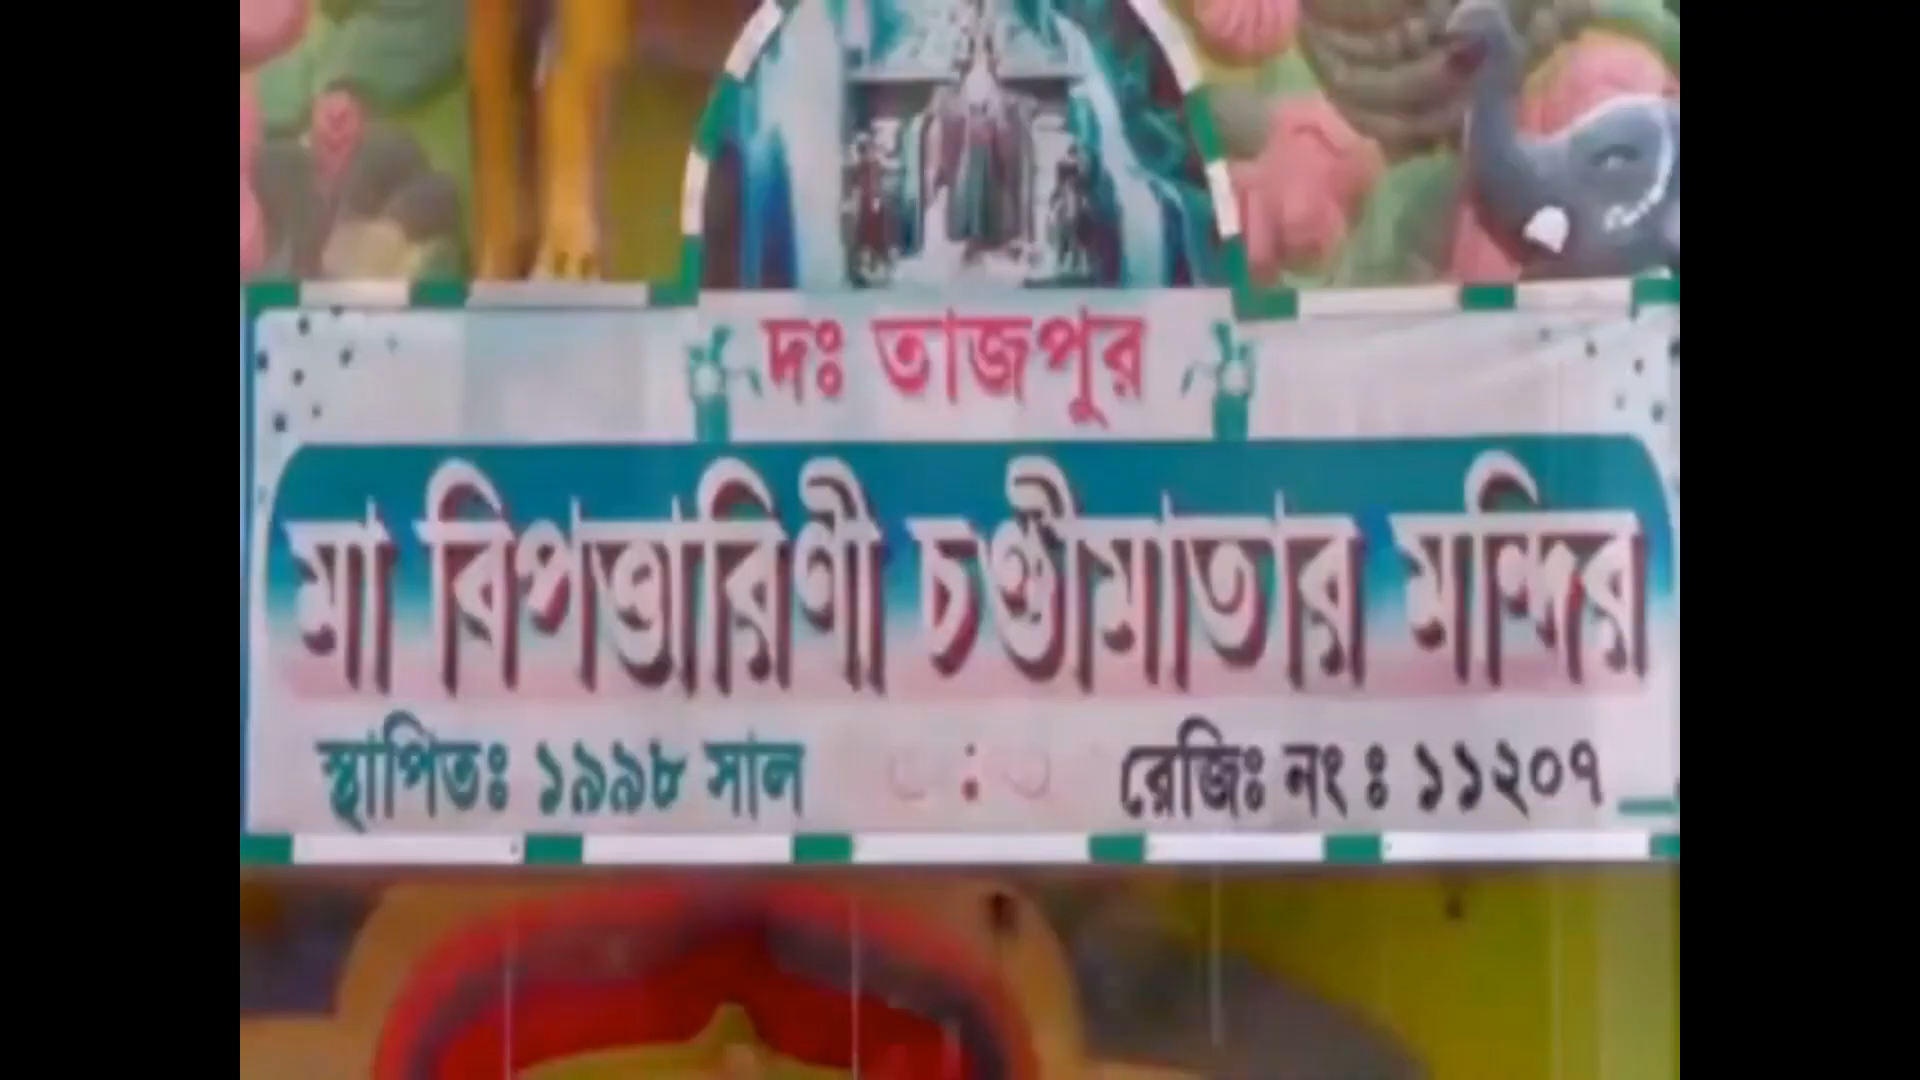 দঃ তাজপুর
মা বিপত্তারিণী চণ্ডীমাতার মন্দির
স্থাপিতঃ ১৯৯৮ সাল রেজিঃ নং ঃ ১১২০৭